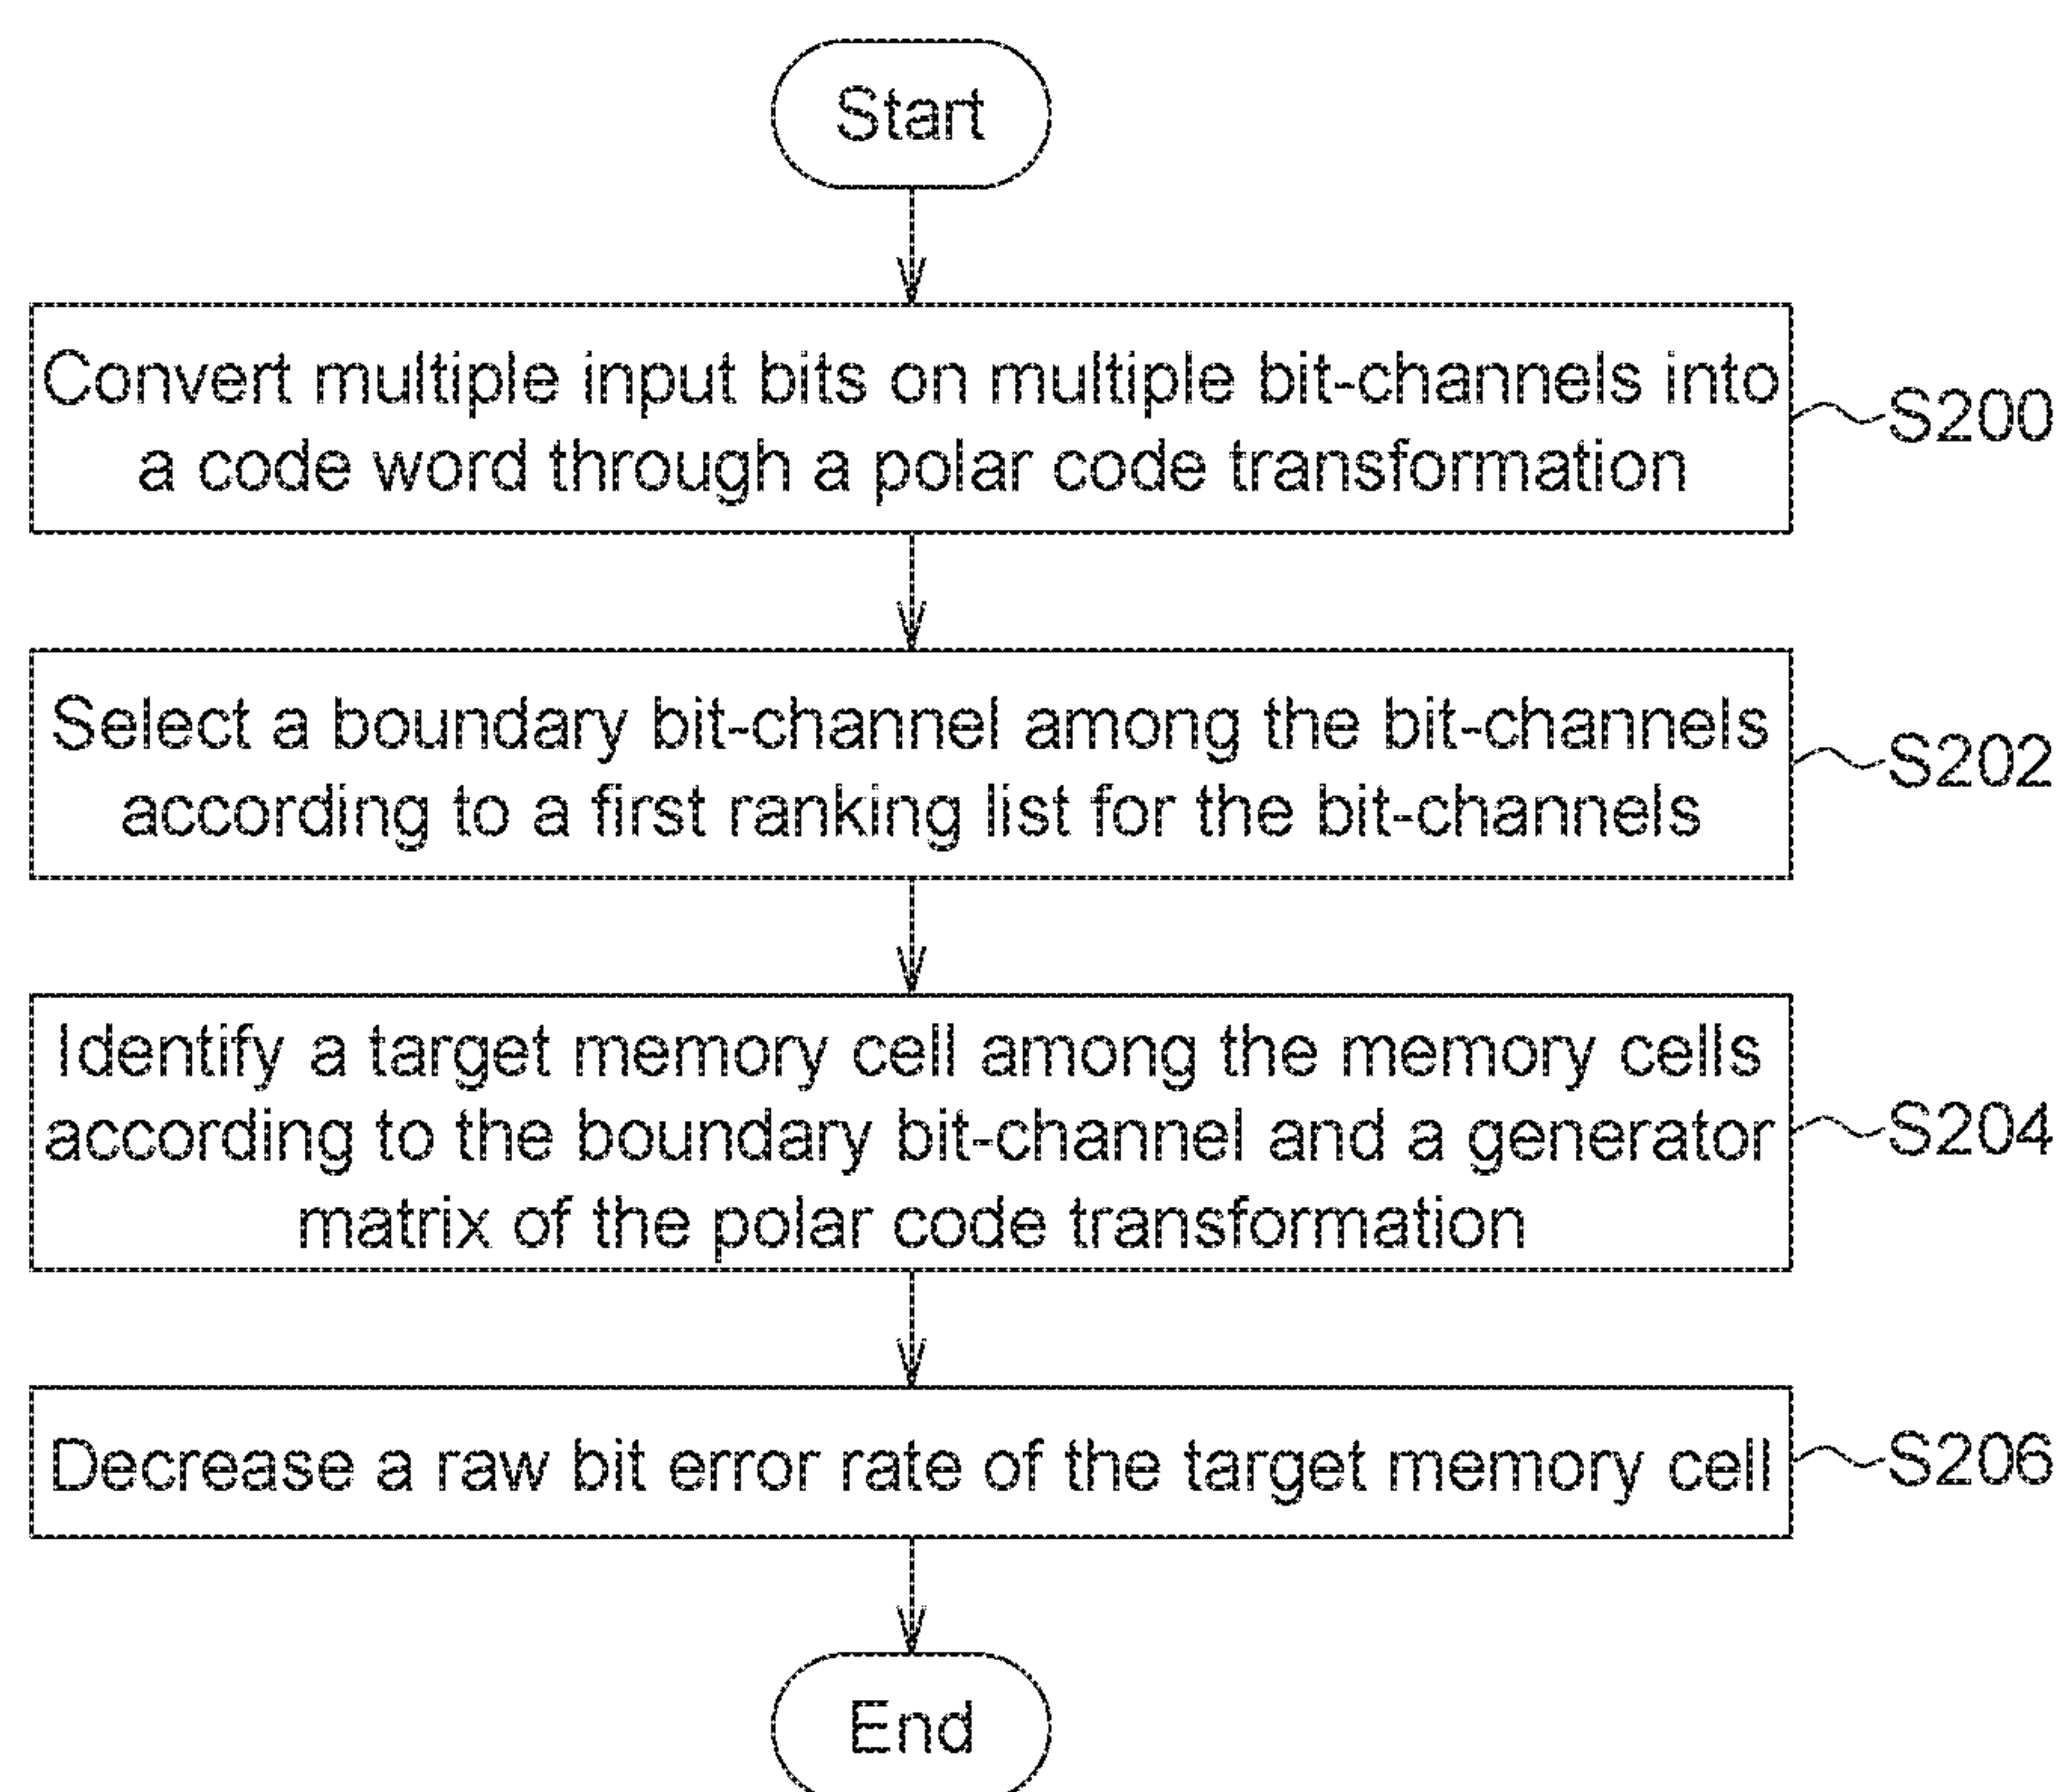 Start
Convert multiple input bits on multiple bit-channels into
a code word through a polar code transformation
S200
Select a boundary bit-channel among the bit-channels
according to a first ranking list for the bit-channels
S202
Identify a target memory cell among the memory cells
according to the boundary bit-channel and a generator
matrix of the polar code transformation
S204
Decrease a raw bit error rate of the target memory cell
S206
End